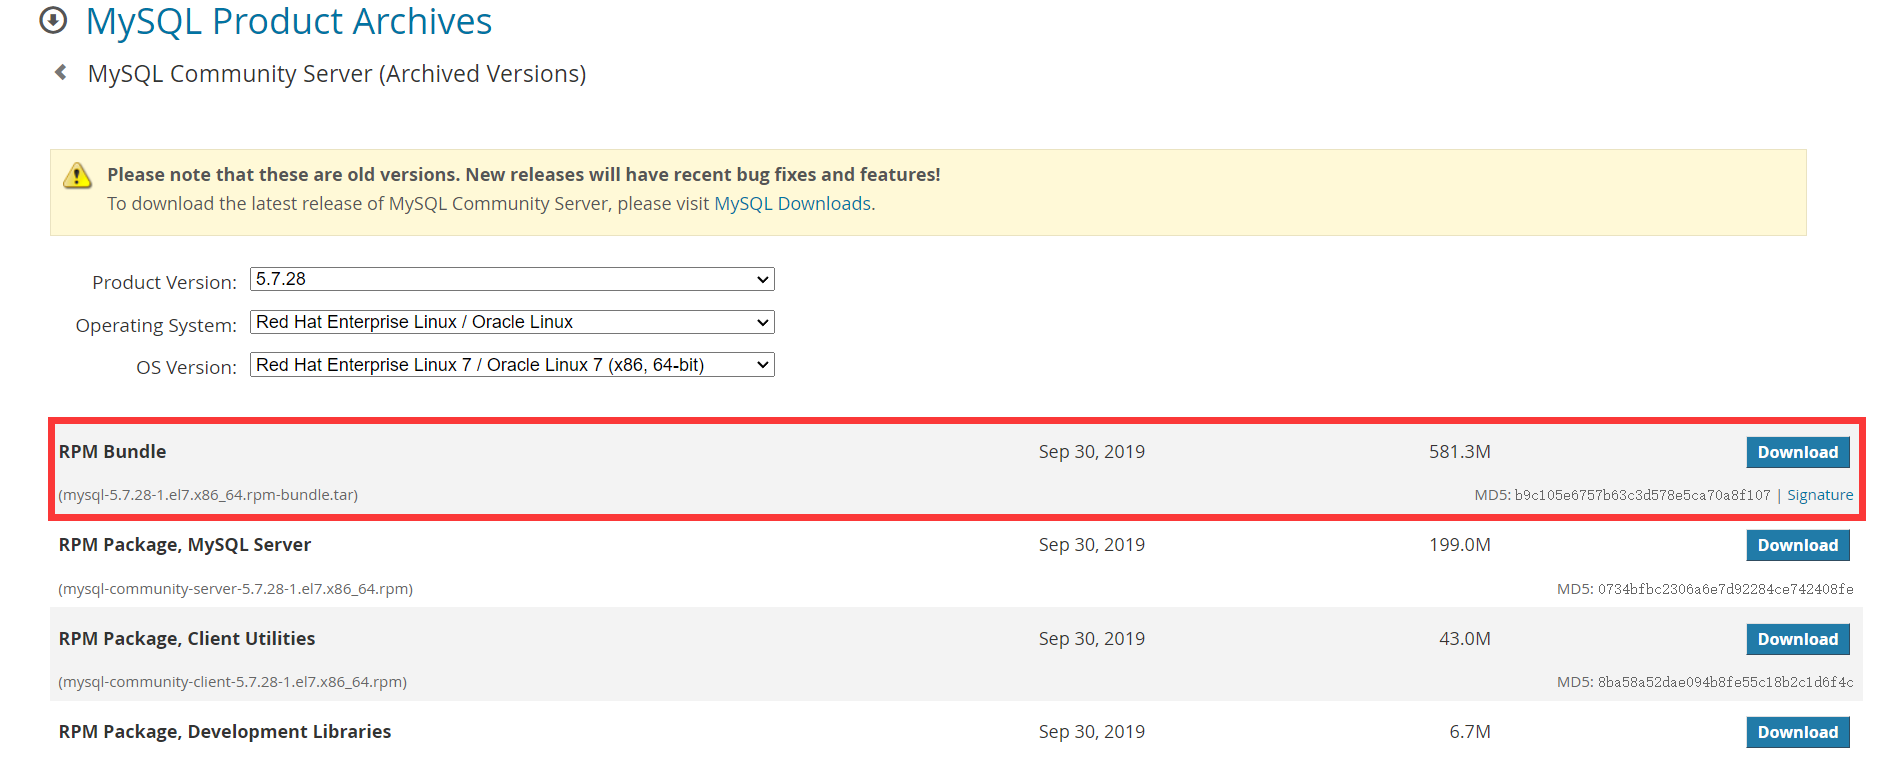 MySQL Product Archives
MySQL Community Server (Archived Versions)
Please note that these are old versions. New releases will have recent bug fixes and features!
To download the latest release of MySQL Community Server, please visit MySQL Downloads.
Product Version: 5.7.28
Operating System: Red Hat Enterprise Linux / Oracle Linux
OS Version: Red Hat Enterprise Linux 7 / Oracle Linux 7 (x86, 64-bit)
RPM Bundle Sep 30, 2019 581.3M Download
(mysql-5.7.28-1.el7.x86_64.rpm-bundle.tar) MD5: b9c105e6757b63c3d578e5ca70a8f107 | Signature
RPM Package, MySQL Server Sep 30, 2019 199.0M Download
(mysql-community-server-5.7.28-1.el7.x86_64.rpm) MD5: 0734bfbc2306a6e7d92284ce742408fe
RPM Package, Client Utilities Sep 30, 2019 43.0M Download
(mysql-community-client-5.7.28-1.el7.x86_64.rpm) MD5: 8ba58a52dae094b8fe55c18b2c1d6f4c
RPM Package, Development Libraries Sep 30, 2019 6.7M Download